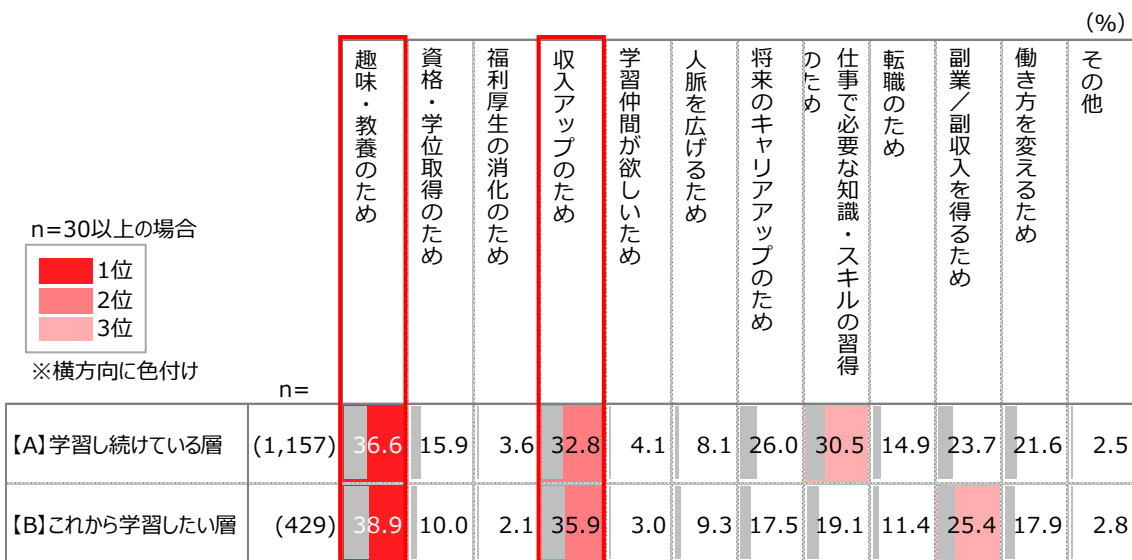 (%)
趣味・教養のため
資格・学位取得のため
福利厚生の消化のため
収入アップのため
学習仲間が欲しいため
人脈を広げるため
将来のキャリアアップのため
仕事で必要な知識・スキルの習得
のため
転職のため
副業／副収入を得るため
働き方を変えるため
その他
n=30以上の場合
1位
2位
3位
※横方向に色付け
n=
【A】学習し続けている層 (1,157) 36.6 15.9 3.6 32.8 4.1 8.1 26.0 30.5 14.9 23.7 21.6 2.5
【B】これから学習したい層 (429) 38.9 10.0 2.1 35.9 3.0 9.3 17.5 19.1 11.4 25.4 17.9 2.8